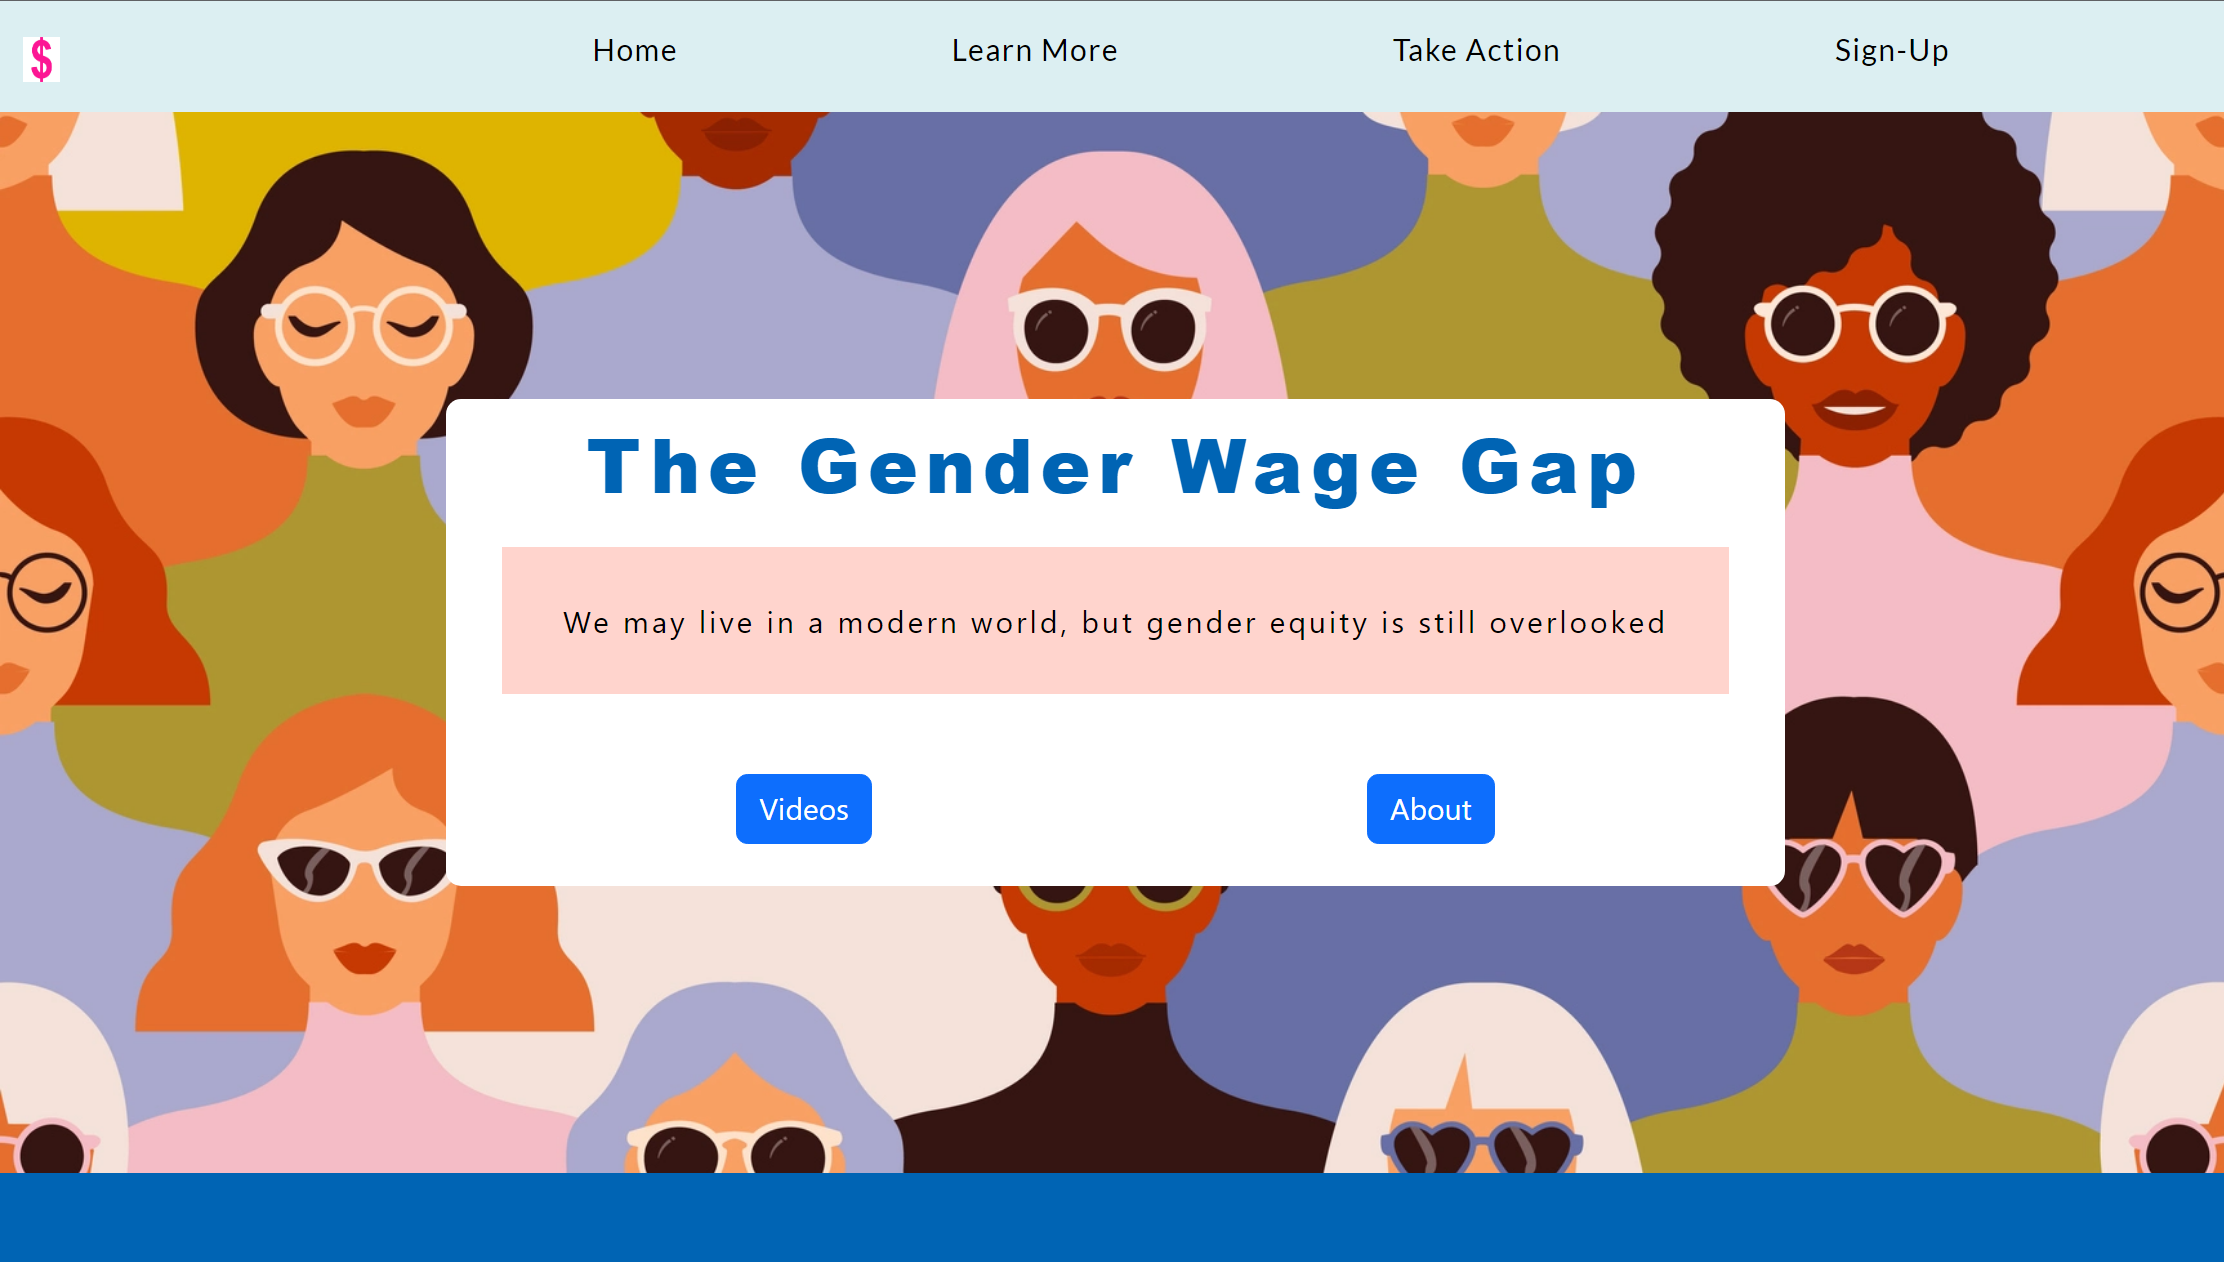 $
Home
Learn More
Take Action
Sign-Up
The Gender Wage Gap
We may live in a modern world, but gender equity is still overlooked
Videos
About